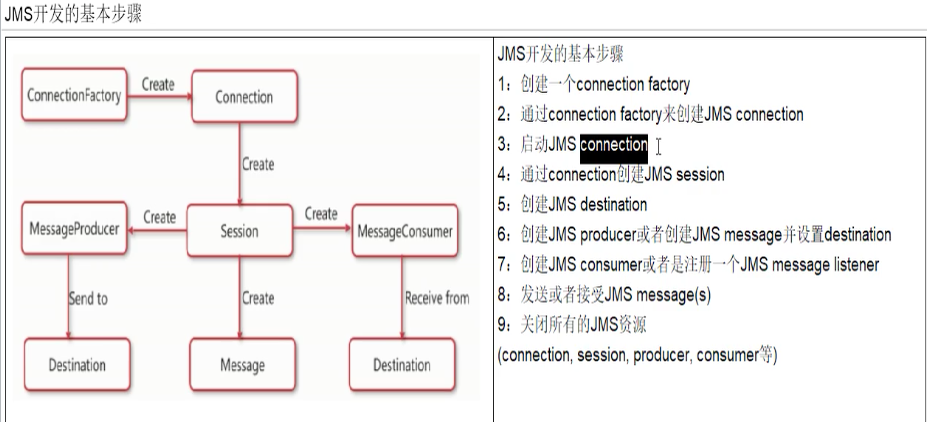 JMS开发的基本步骤
ConnectionFactory
Create
Connection
Create
MessageProducer
Create
Session
Create
MessageConsumer
Send to
Create
Receive from
Destination
Message
Destination
JMS开发的基本步骤
1：创建一个connection factory
2：通过connection factory来创建JMS connection
3：启动JMS connection
4：通过connection创建JMS session
5：创建JMS destination
6：创建JMS producer或者创建JMS message并设置destination
7：创建JMS consumer或者是注册一个JMS message listener
8：发送或者接受JMS message(s)
9：关闭所有的JMS资源
(connection, session, producer, consumer等)